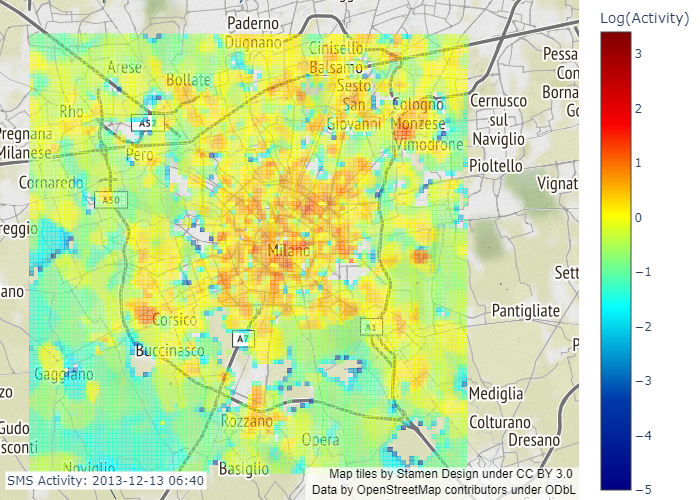 Log(Activity)
Paderno
Dugnano
Cinisello
Balsamo
Arese
Bollate
Sesto
San
Giovanni
Cologno
Monzese
Vimodrone
Cernusco
sul
Naviglio
Pessa
Con
Borna
Go
Rho
A52
Pregnana
Milanese
Pero
Pioltello
Cornaredo
A50
Vignat
reggio
Milano
Sett
ano
Pantigliate
Corsico
A1
A7
Buccinasco
P
Gaggiano
zo
Mediglia
Rozzano
Colturano
Dresano
Gudo
sconti
Opera
Noviglio
Basiglio
3
2
1
0
−1
−2
−3
−4
−5
SMS Activity: 2013-12-13 06:40
Map tiles by Stamen Design under CC BY 3.0
Data by OpenStreetMap contributors under ODbL